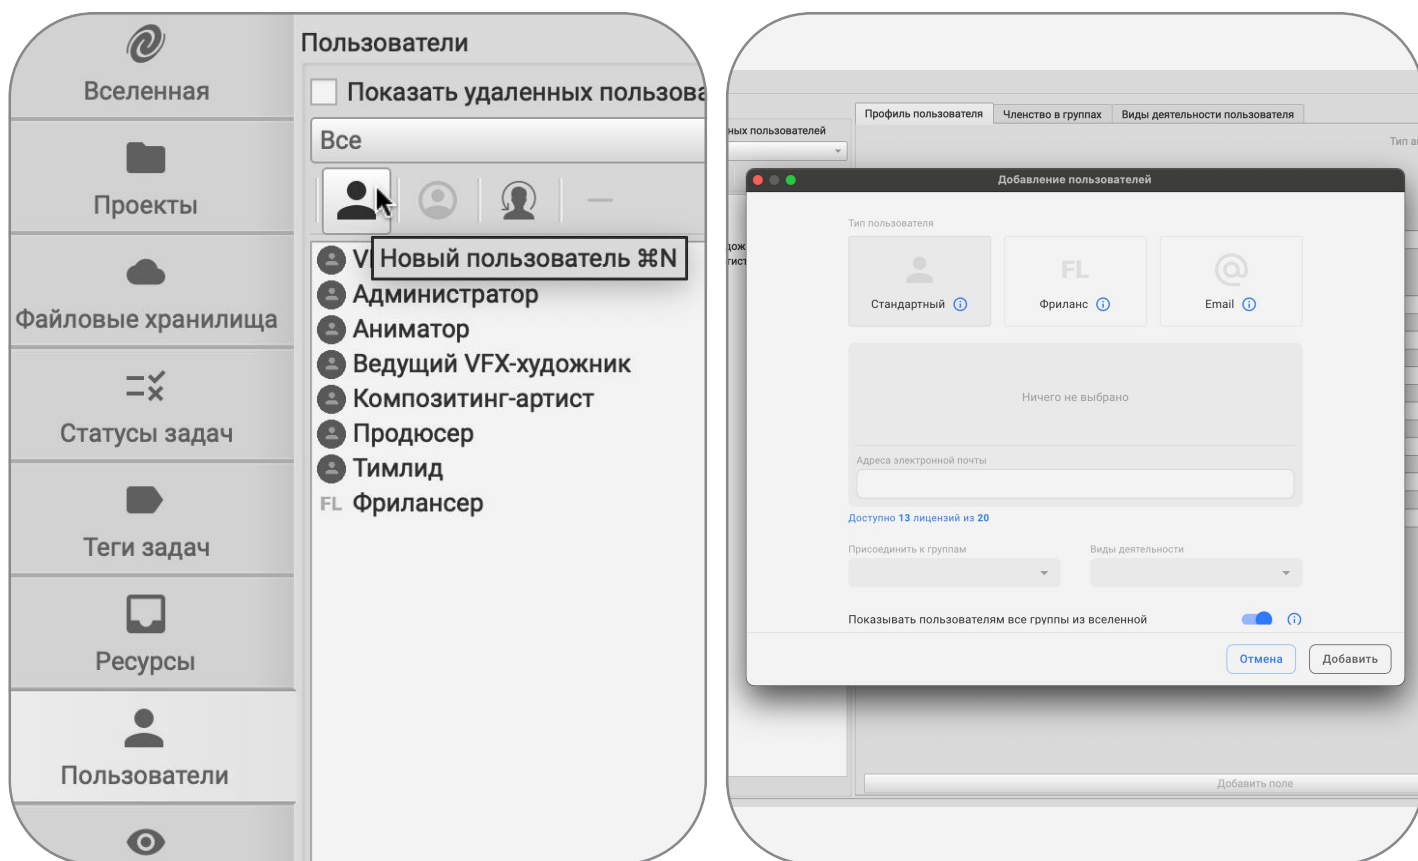 Вселенная
Проекты
Файловые хранилища
Статусы задач
Теги задач
Ресурсы
Пользователи
Пользователи
Показать удаленных пользова
Все
Новый пользователь ⌘N
Администратор
Аниматор
Ведущий VFX-художник
Композитинг-артист
Продюсер
Тимлид
FL Фрилансер
Профиль пользователя
Членство в группах
Виды деятельности пользователя
ных пользователей
Тип а
Добавление пользователей
Тип пользователя
FL
Стандартный
Фриланс
Email
Ничего не выбрано
Адреса электронной почты
Доступно 13 лицензий из 20
Присоединить к группам
Виды деятельности
Показывать пользователям все группы из вселенной
Отмена
Добавить
Добавить поле